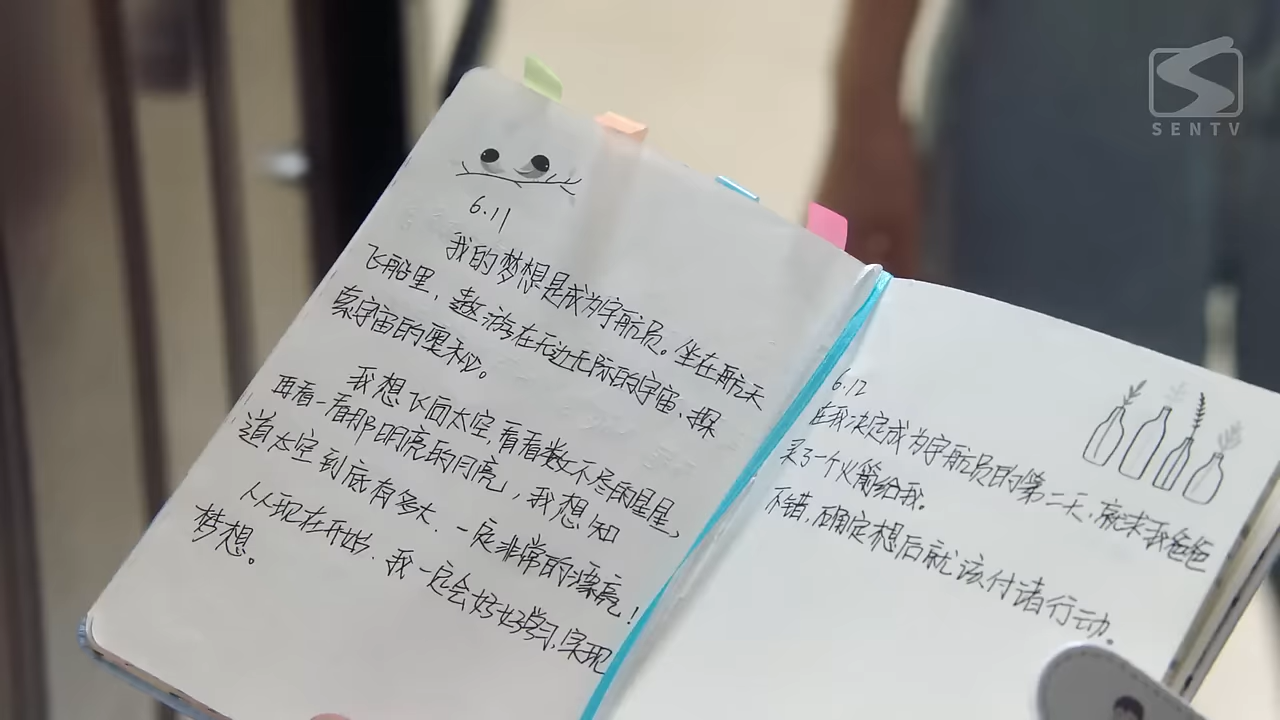 SENTV
6.11
我的梦想是成为宇航员。坐在航天
飞船里，遨游在无边无际的宇宙、探
索宇宙的奥秘。
我想飞向太空，看看数不尽的星星，
再看一看那明亮的月亮，我想知
道太空到底有多大、一定非常的漂亮！
从现在开始、我一定会好好学习，实现
梦想。
6.12
在我决定成为宇航员的第二天，就求我爸爸
买了一个火箭给我。
不错，确定想后就该付诸行动。